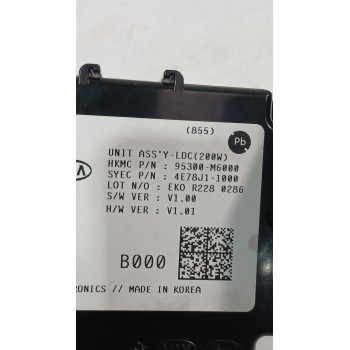 (855)
Pb
UNIT ASS'Y-LDC(200W)
HKMC P/N : 95300-M6000
SYEC P/N : 4E78J1-1000
LOT N/O : EKO R228 0286
S/W VER : V1.00
H/W VER : V1.01
B000
RONICS // MADE IN KOREA